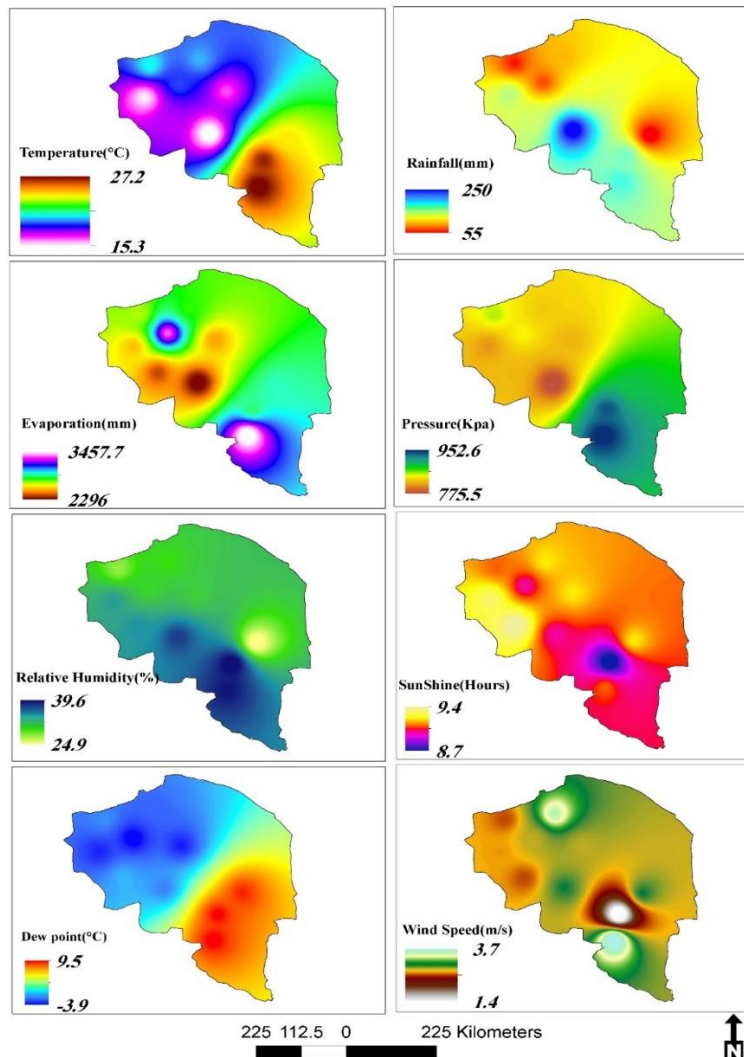 Temperature(°C)
27.2
15.3
Rainfall(mm)
250
55
Evaporation(mm)
3457.7
2296
Pressure(Kpa)
952.6
775.5
Relative Humidity(%)
39.6
24.9
SunShine(Hours)
9.4
8.7
Dew point(°C)
9.5
-3.9
Wind Speed(m/s)
3.7
1.4
225 112.5 0 225 Kilometers
N